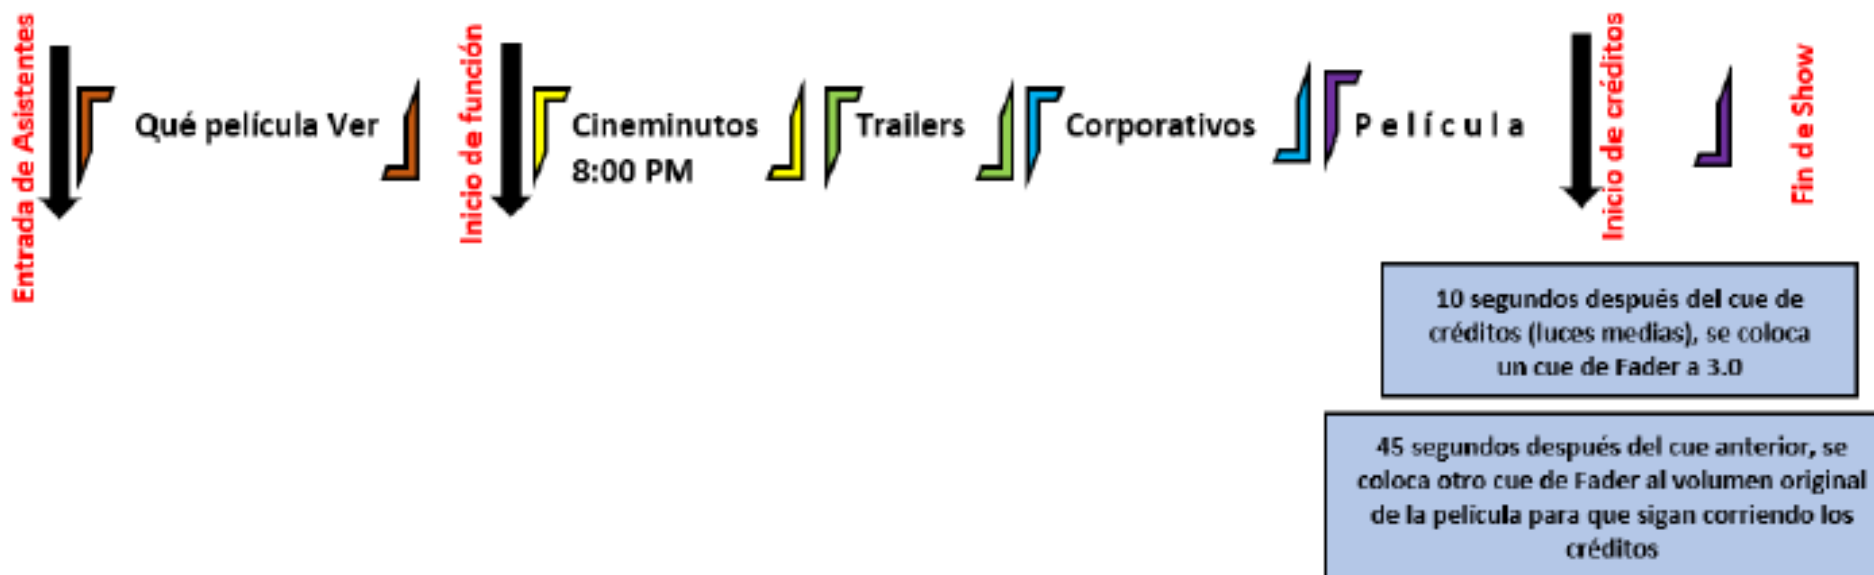 Entrada de Asistentes
Qué película Ver
Inicio de función
Cineminutos
8:00 PM
Trailers
Corporativos
P e l í c u l a
Inicio de créditos
Fin de Show
10 segundos después del cue de
créditos (luces medias), se coloca
un cue de Fader a 3.0
45 segundos después del cue anterior, se
coloca otro cue de Fader al volumen original
de la película para que sigan corriendo los
créditos